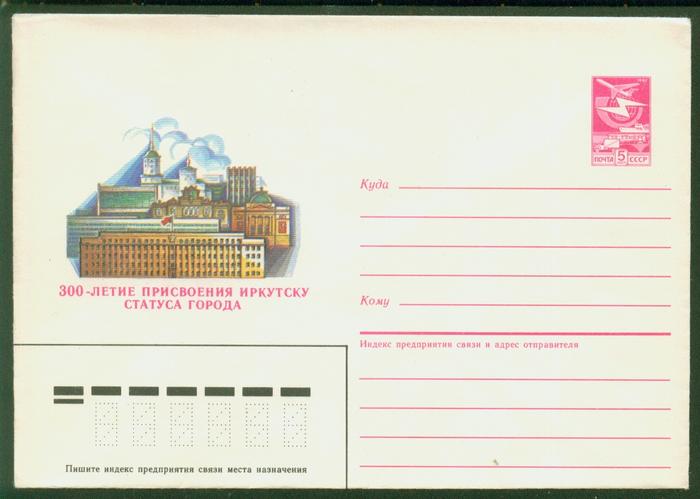 ПОЧТА 5 СССР
Куда
300-ЛЕТИЕ ПРИСВОЕНИЯ ИРКУТСКУ
СТАТУСА ГОРОДА
Кому
Индекс предприятия связи и адрес отправителя
Пишите индекс предприятия связи места назначения